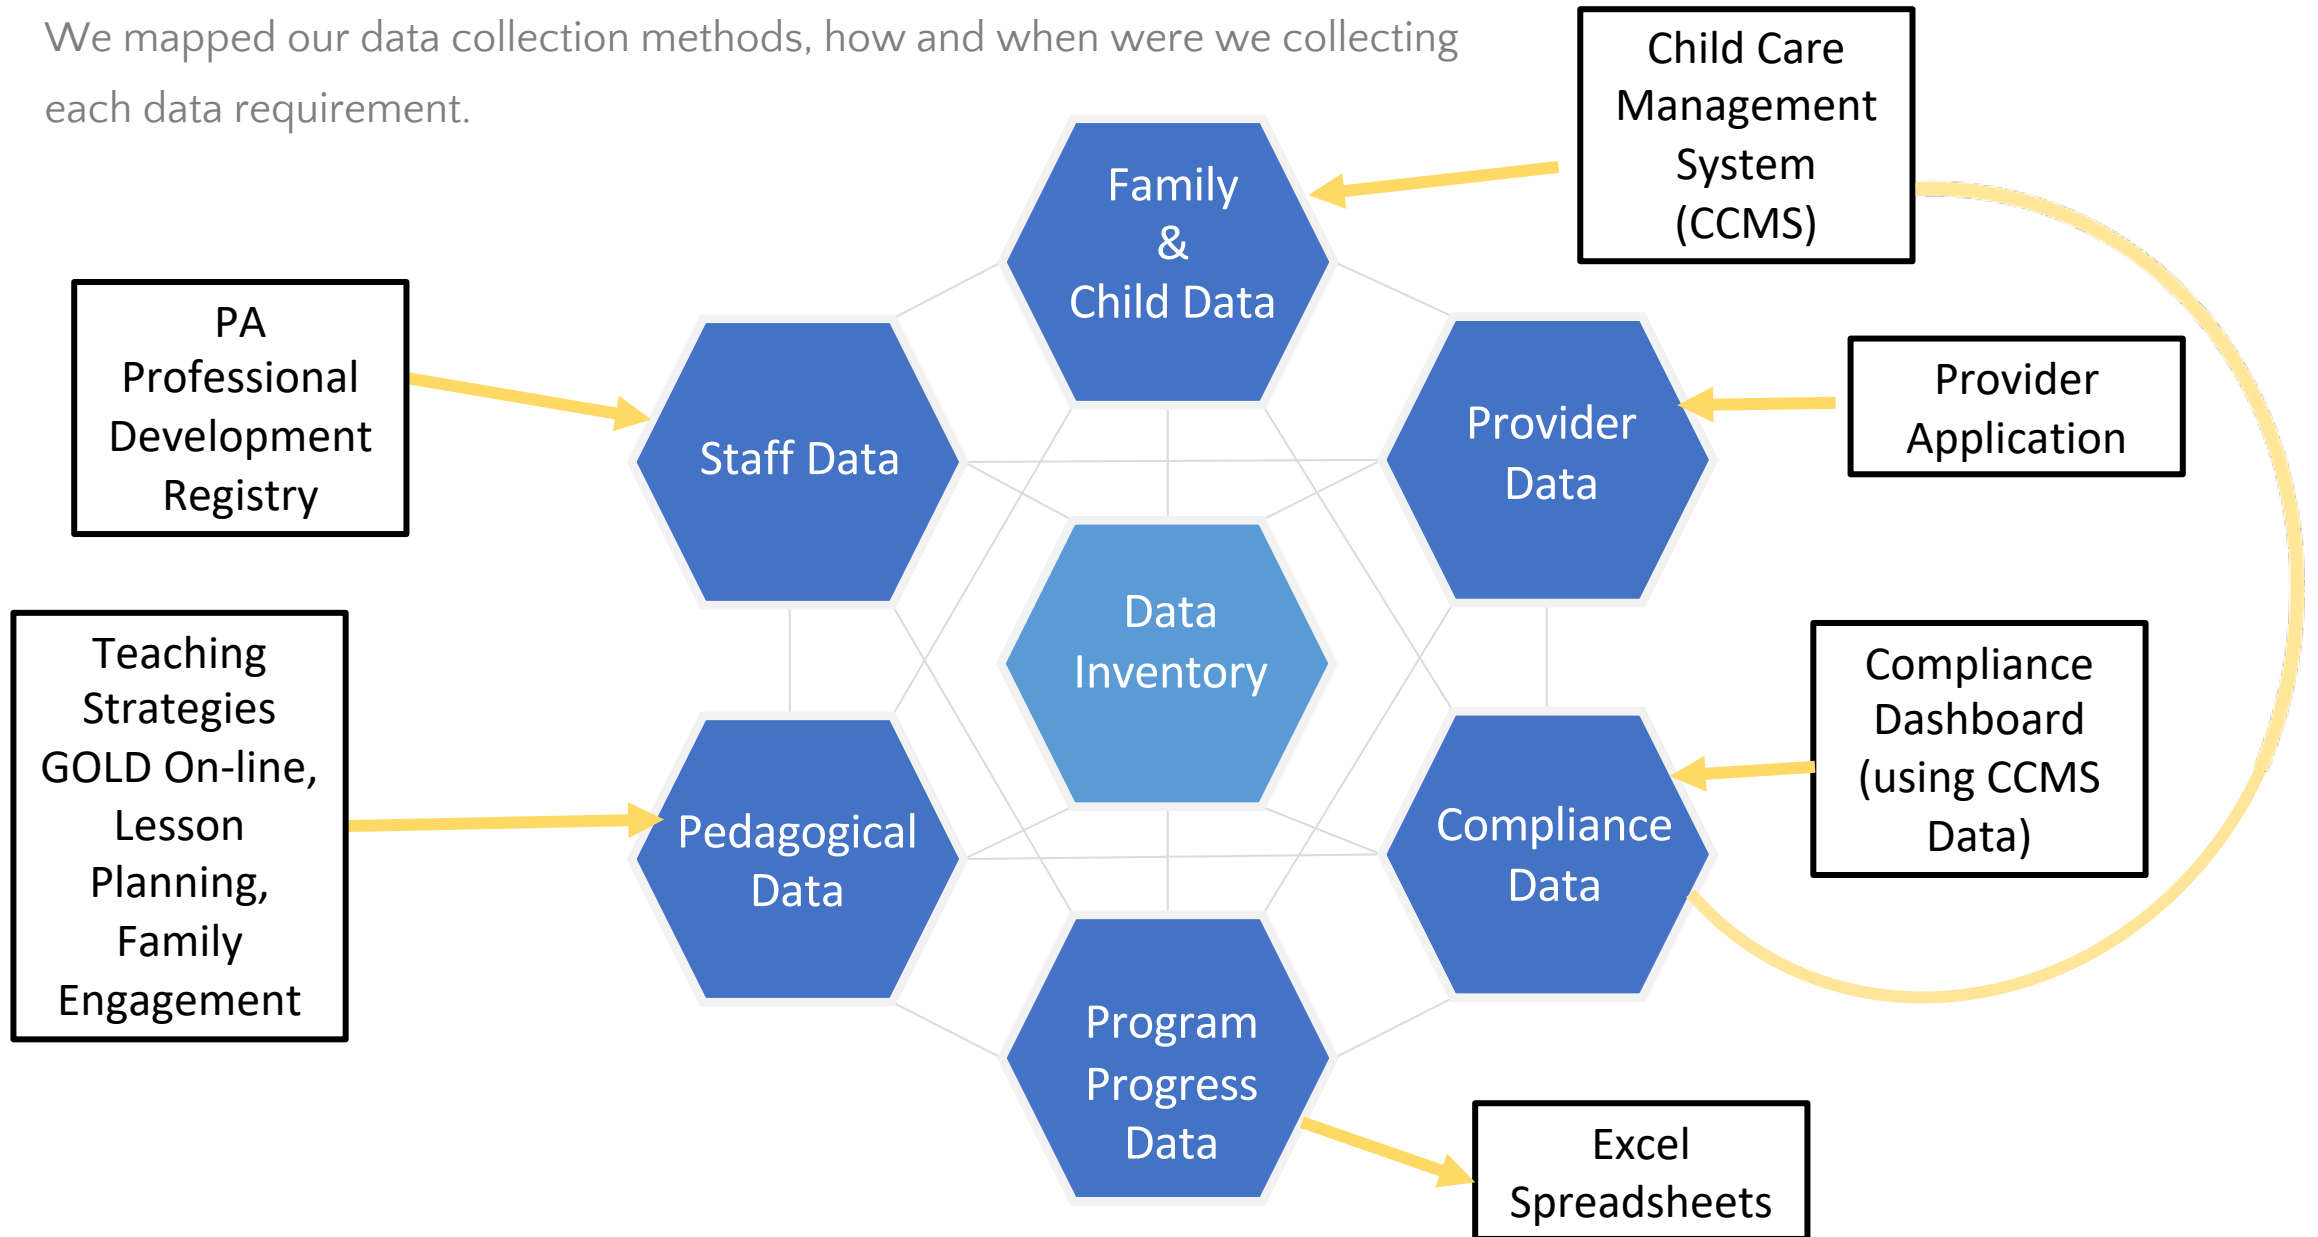 We mapped our data collection methods, how and when were we collecting
each data requirement.
Child Care
Management
System
(CCMS)
Family
&
Child Data
PA
Professional
Development
Registry
Staff Data
Provider
Data
Provider
Application
Data
Inventory
Teaching
Strategies
GOLD On-line,
Lesson
Planning,
Family
Engagement
Pedagogical
Data
Compliance
Data
Compliance
Dashboard
(using CCMS
Data)
Program
Progress
Data
Excel
Spreadsheets